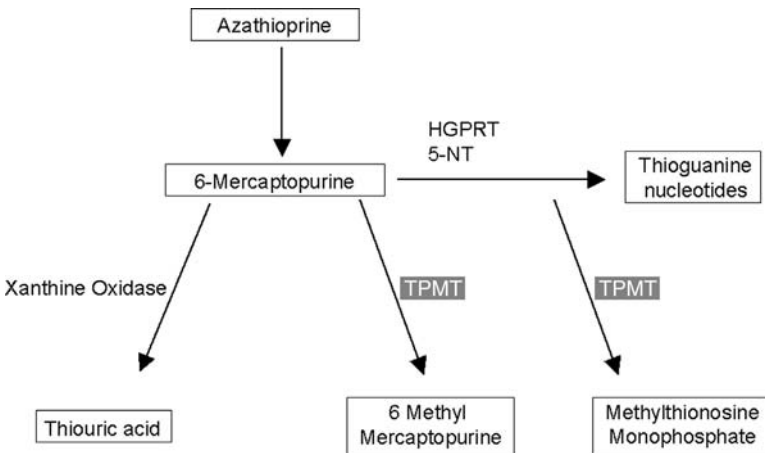 Azathioprine
HGPRT
5-NT
6-Mercaptopurine
Thioguanine
nucleotides
Xanthine Oxidase
TPMT
TPMT
Thiouric acid
6 Methyl
Mercaptopurine
Methylthionosine
Monophosphate